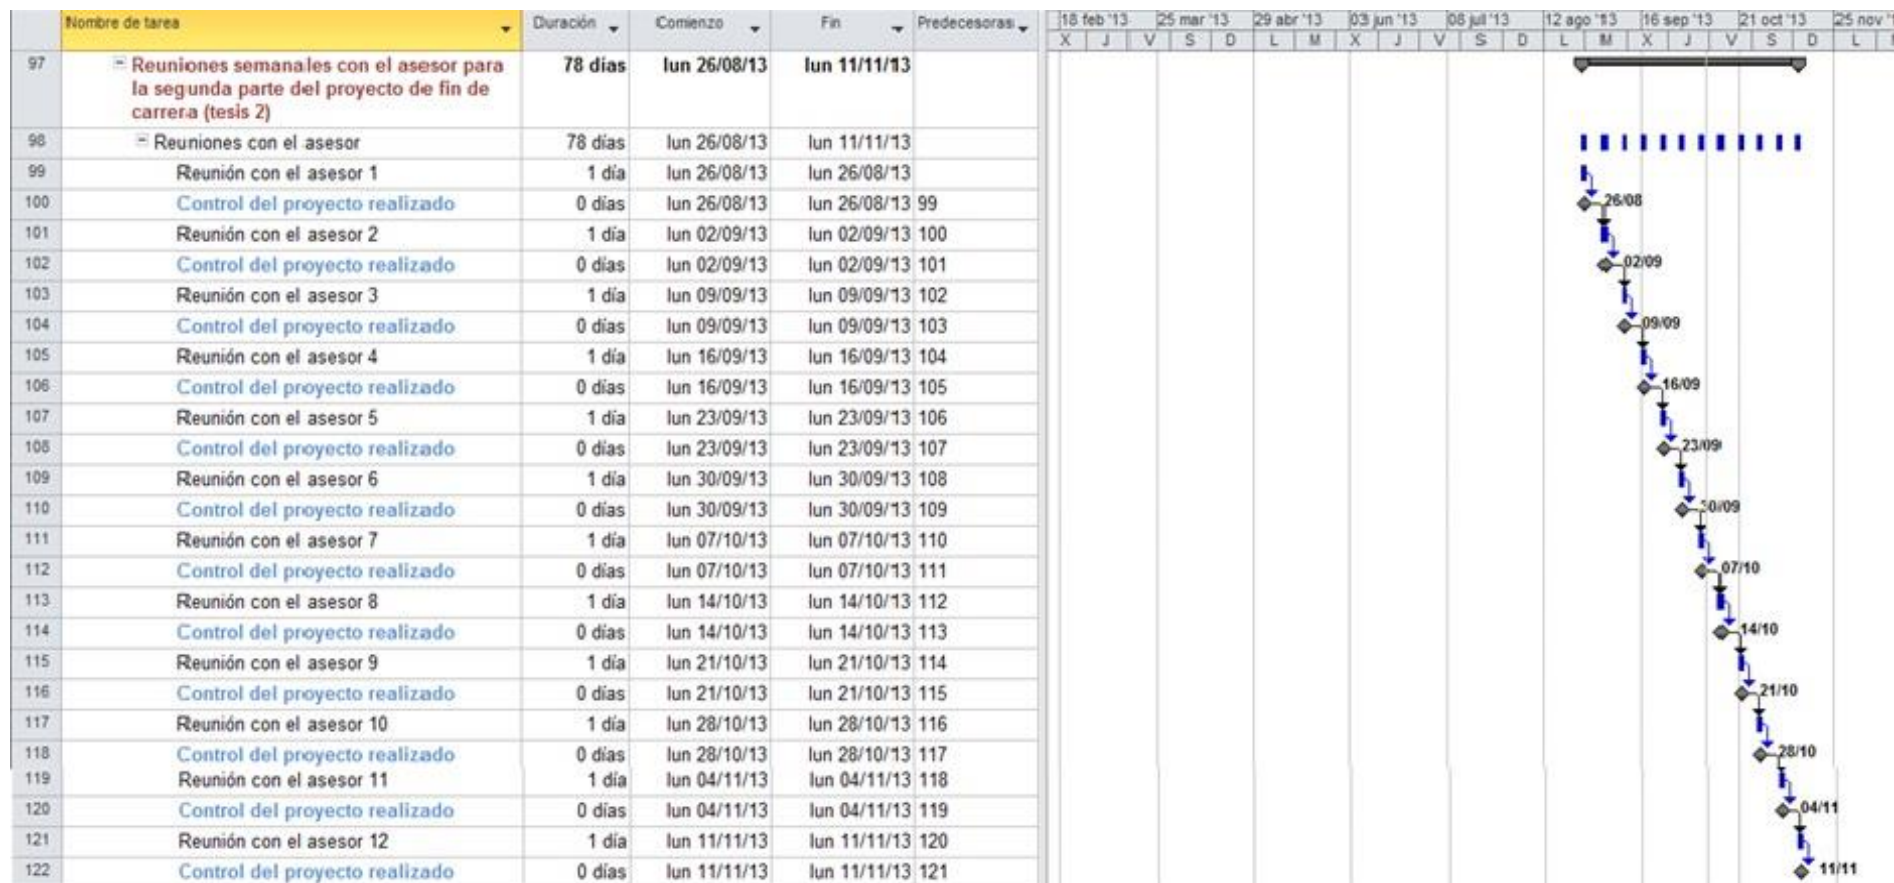 Nombre de tarea Duración Comienzo Fin Predecesoras 18 feb '13 25 mar '13 29 abr '13 03 jun '13 08 jul '13 12 ago '13 16 sep '13 21 oct '13 25 nov
X J V S D L M X J V S D L M X J V S D L
97 Reuniones semanales con el asesor para 78 días lun 26/08/13 lun 11/11/13
la segunda parte del proyecto de fin de
carrera (tesis 2)
98 Reuniones con el asesor 78 días lun 26/08/13 lun 11/11/13
99 Reunión con el asesor 1 1 día lun 26/08/13 lun 26/08/13
100 Control del proyecto realizado 0 días lun 26/08/13 lun 26/08/13 99 26/08
101 Reunión con el asesor 2 1 día lun 02/09/13 lun 02/09/13 100
102 Control del proyecto realizado 0 días lun 02/09/13 lun 02/09/13 101 02/09
103 Reunión con el asesor 3 1 día lun 09/09/13 lun 09/09/13 102
104 Control del proyecto realizado 0 días lun 09/09/13 lun 09/09/13 103 09/09
105 Reunión con el asesor 4 1 día lun 16/09/13 lun 16/09/13 104
106 Control del proyecto realizado 0 días lun 16/09/13 lun 16/09/13 105 16/09
107 Reunión con el asesor 5 1 día lun 23/09/13 lun 23/09/13 106
108 Control del proyecto realizado 0 días lun 23/09/13 lun 23/09/13 107 23/09
109 Reunión con el asesor 6 1 día lun 30/09/13 lun 30/09/13 108
110 Control del proyecto realizado 0 días lun 30/09/13 lun 30/09/13 109 30/09
111 Reunión con el asesor 7 1 día lun 07/10/13 lun 07/10/13 110
112 Control del proyecto realizado 0 días lun 07/10/13 lun 07/10/13 111 07/10
113 Reunión con el asesor 8 1 día lun 14/10/13 lun 14/10/13 112
114 Control del proyecto realizado 0 días lun 14/10/13 lun 14/10/13 113 14/10
115 Reunión con el asesor 9 1 día lun 21/10/13 lun 21/10/13 114
116 Control del proyecto realizado 0 días lun 21/10/13 lun 21/10/13 115 21/10
117 Reunión con el asesor 10 1 día lun 28/10/13 lun 28/10/13 116
118 Control del proyecto realizado 0 días lun 28/10/13 lun 28/10/13 117 28/10
119 Reunión con el asesor 11 1 día lun 04/11/13 lun 04/11/13 118
120 Control del proyecto realizado 0 días lun 04/11/13 lun 04/11/13 119 04/11
121 Reunión con el asesor 12 1 día lun 11/11/13 lun 11/11/13 120
122 Control del proyecto realizado 0 días lun 11/11/13 lun 11/11/13 121 11/11